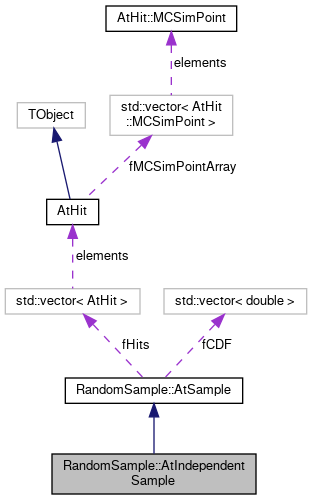 AtHit::MCSimPoint
elements
std::vector< AtHit
::MCSimPoint >
TObject
fMCSimPointArray
AtHit
elements
std::vector< AtHit >
std::vector< double >
fHits
fCDF
RandomSample::AtSample
RandomSample::AtIndependent
Sample